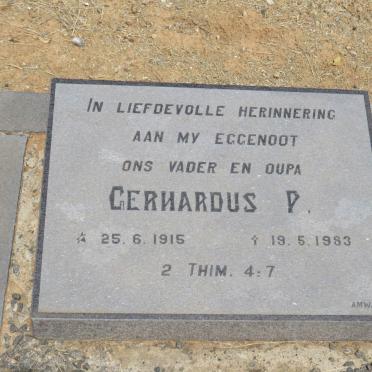 IN LIEFDEVOLLE HERINNERING
AAN MY EGGENOOT
ONS VADER EN OUPA
GERHARDUS P.
☆ 25.6.1915 † 19.5.1983
2 THIM. 4:7
AMW.